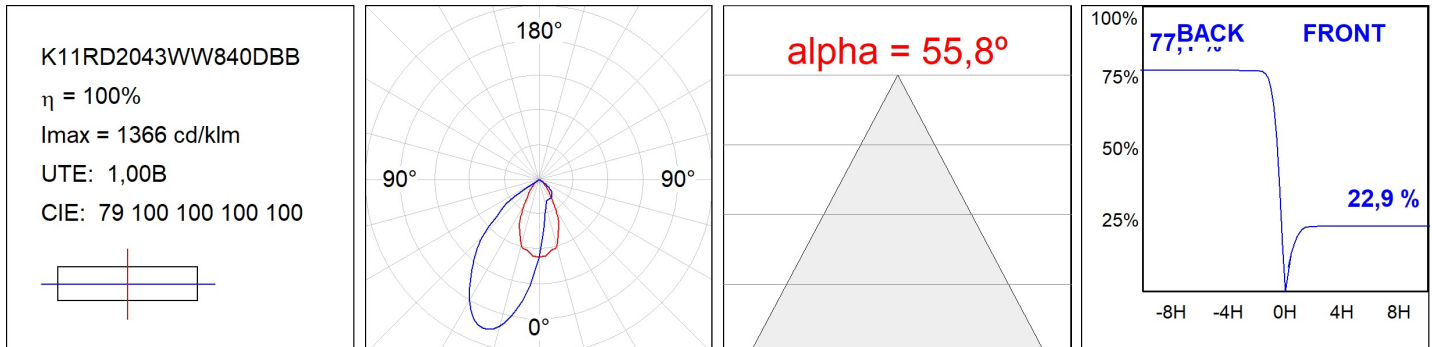 K11RD2043WW840DBB
η = 100%
Imax = 1366 cd/klm
UTE: 1,00B
CIE: 79 100 100 100 100
180°
90°
90°
0°
alpha = 55,8º
100%
BACK
FRONT
75%
50%
22,9 %
25%
-8H -4H 0H 4H 8H